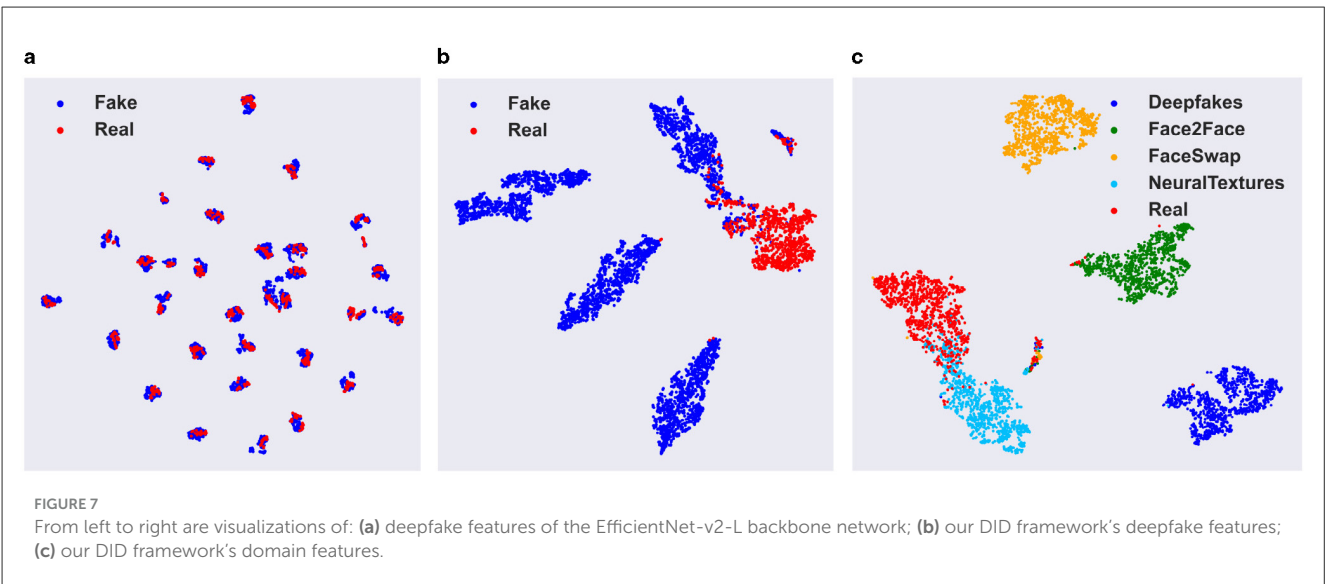 a
Fake
Real
b
Fake
Real
c
Deepfakes
Face2Face
FaceSwap
NeuralTextures
Real
FIGURE 7
From left to right are visualizations of: (a) deepfake features of the EfficientNet-v2-L backbone network; (b) our DID framework's deepfake features;
(c) our DID framework's domain features.